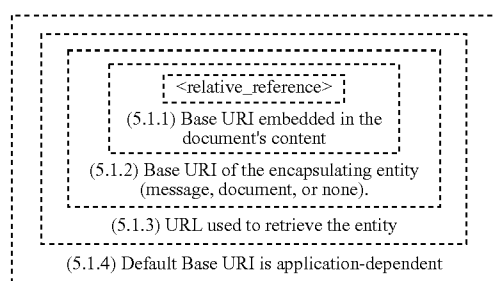 <relative_reference>
(5.1.1) Base URI embedded in the
document's content
(5.1.2) Base URI of the encapsulating entity
(message, document, or none).
(5.1.3) URL used to retrieve the entity
(5.1.4) Default Base URI is application-dependent